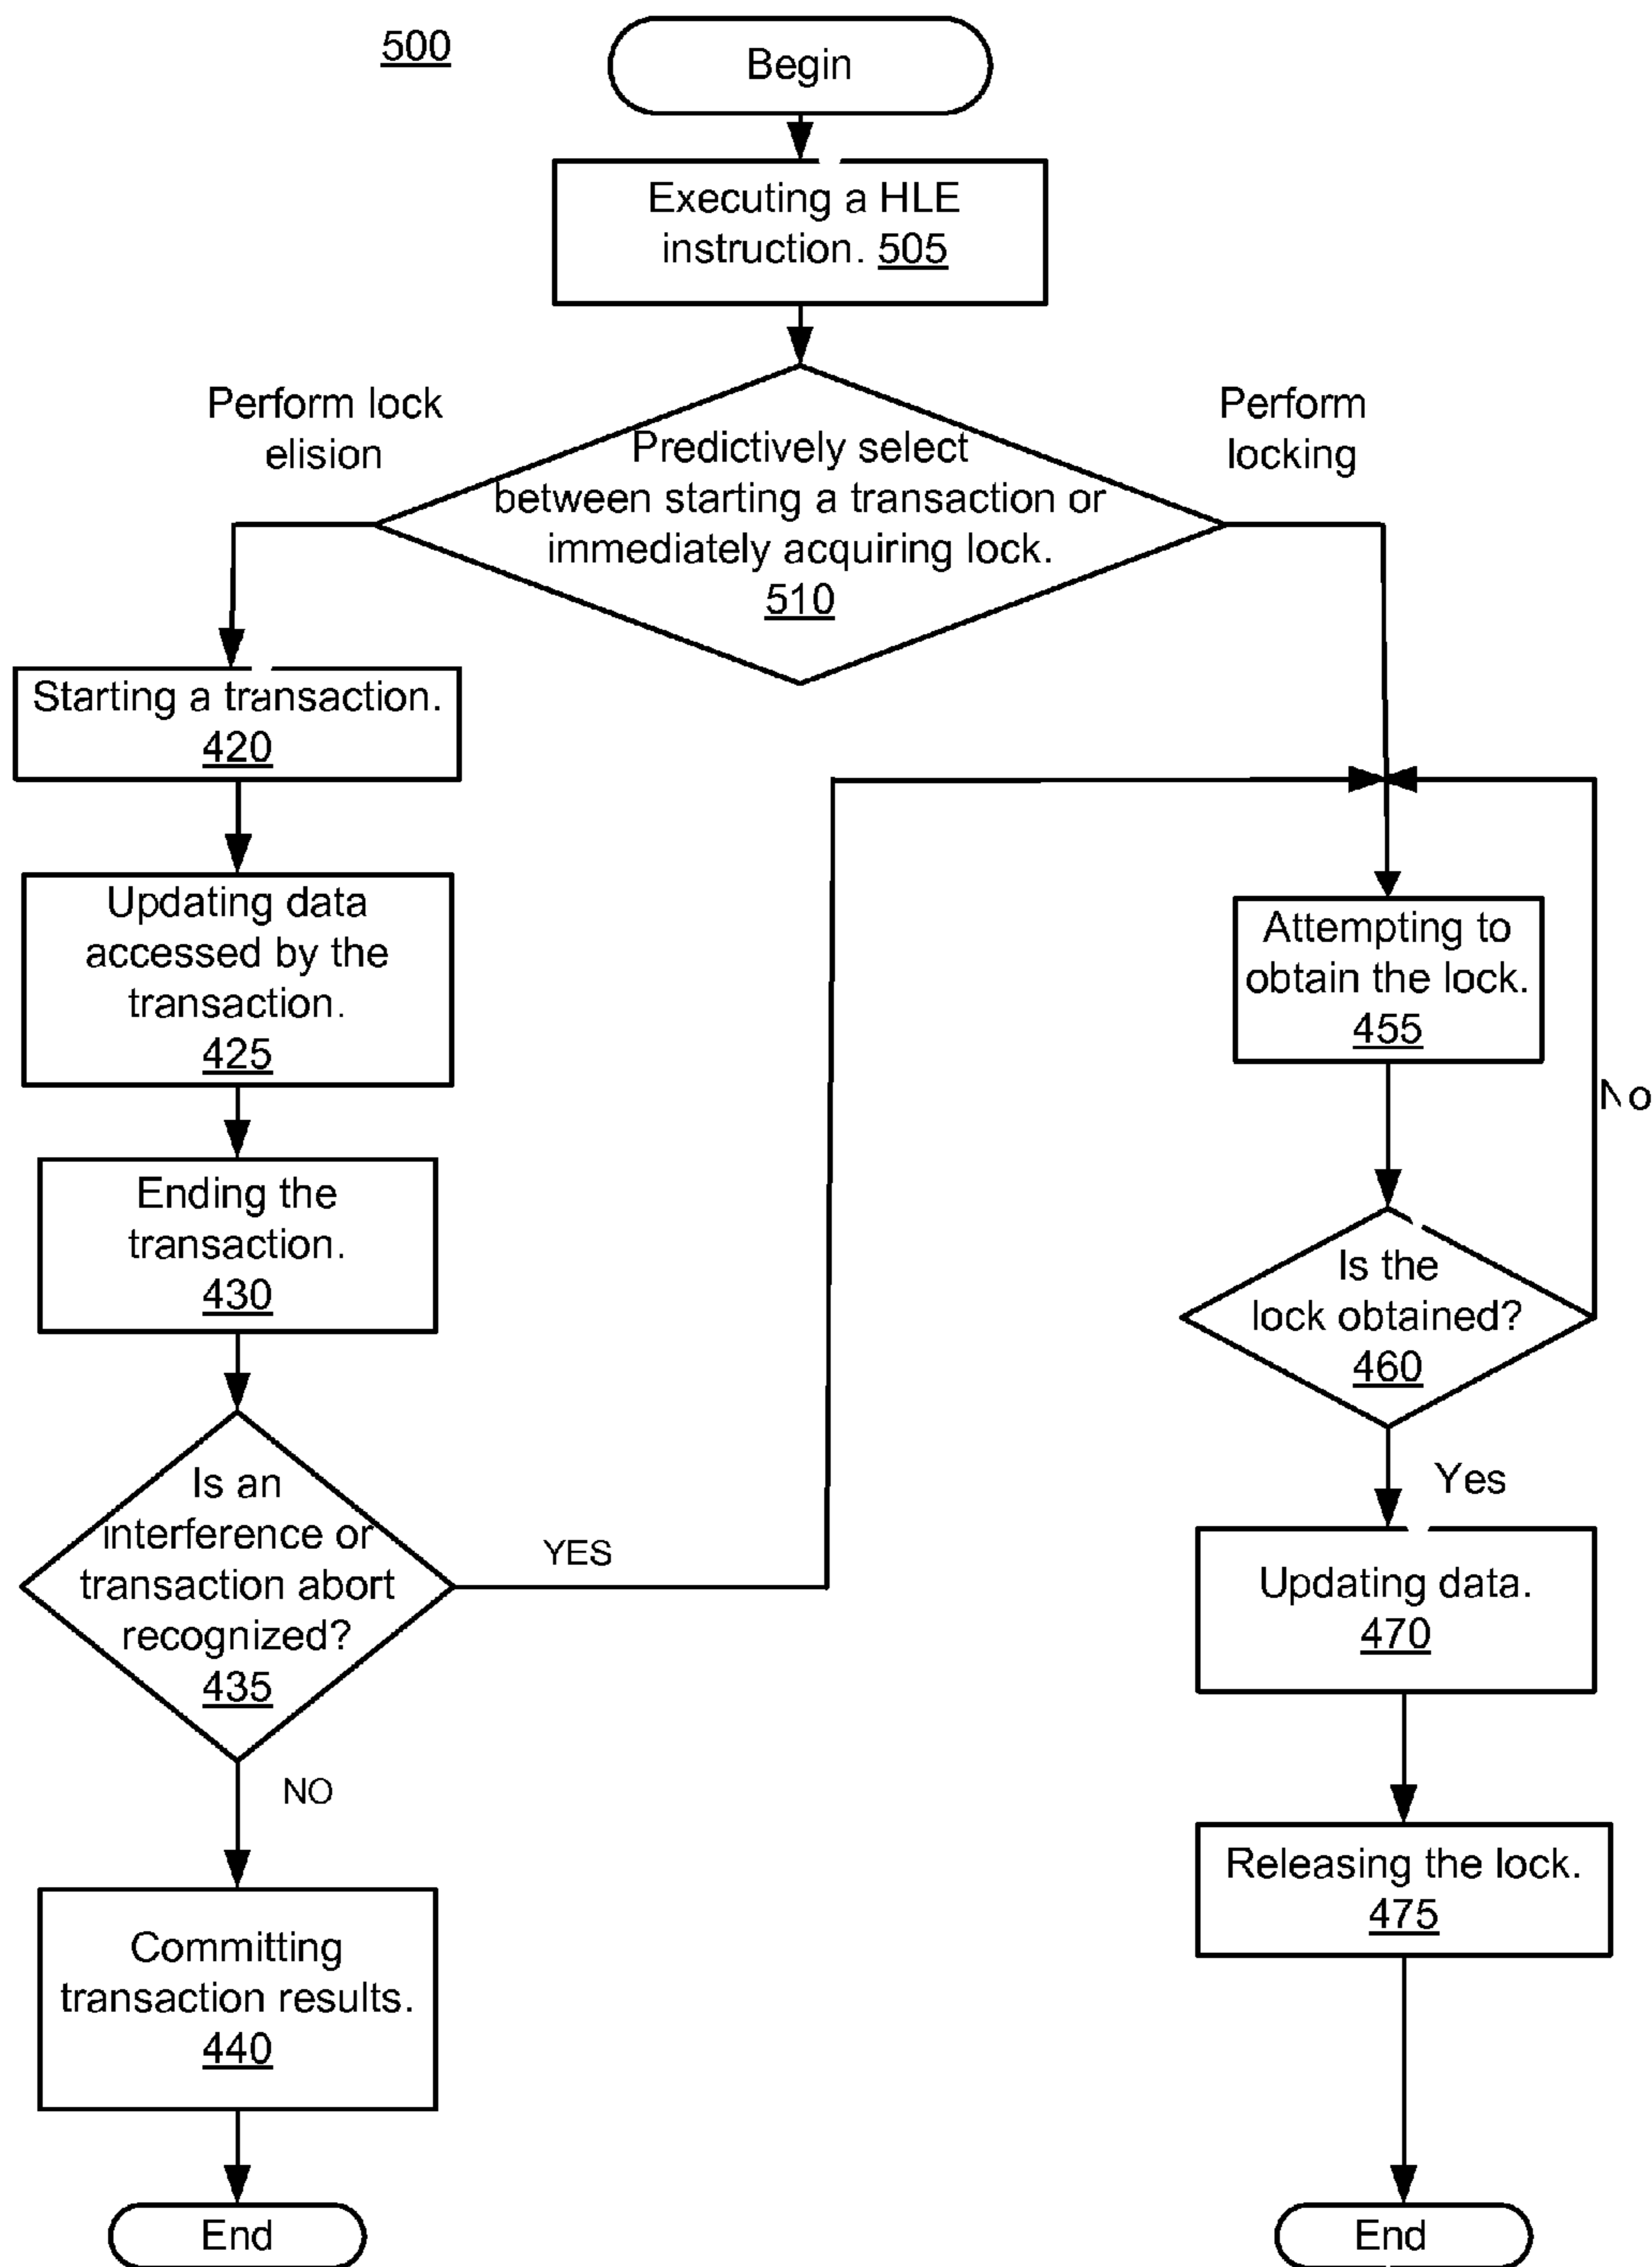 500
Begin
Executing a HLE
instruction. 505
Perform lock
elision
Predictively select
between starting a transaction or
immediately acquiring lock.
510
Perform
locking
Starting a transaction.
420
Updating data
accessed by the
transaction.
425
Ending the
transaction.
430
Is an
interference or
transaction abort
recognized?
435
YES
NO
Committing
transaction results.
440
End
Attempting to
obtain the lock.
455
No
Is the
lock obtained?
460
Yes
Updating data.
470
Releasing the lock.
475
End